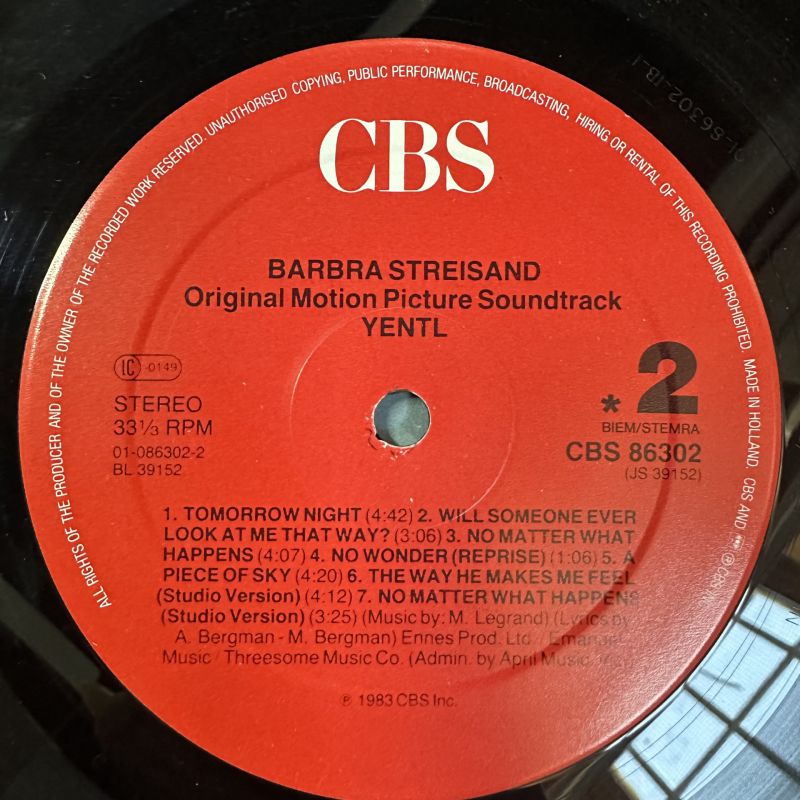 ALL RIGHTS OF THE PRODUCER AND OF THE OWNER OF THE RECORDED WORK RESERVED. UNAUTHORISED COPYING, PUBLIC PERFORMANCE, BROADCASTING, HIRING OR RENTAL OF THIS RECORDING PROHIBITED. MADE IN HOLLAND. CBS AND
CBS
BARBRA STREISAND
Original Motion Picture Soundtrack
YENTL
LC -0149
STEREO
33 1/3 RPM
01-086302-2
BL 39152
* 2
BIEM/STEMRA
CBS 86302
(JS 39152)
1. TOMORROW NIGHT (4:42) 2. WILL SOMEONE EVER
LOOK AT ME THAT WAY? (3:06) 3. NO MATTER WHAT
HAPPENS (4:07) 4. NO WONDER (REPRISE) (1:06) 5. A
PIECE OF SKY (4:20) 6. THE WAY HE MAKES ME FEEL
(Studio Version) (4:12) 7. NO MATTER WHAT HAPPENS
(Studio Version) (3:25) (Music by: M. Legrand) (Lyrics by
A. Bergman - M. Bergman) Ennes Prod. Ltd. / Emanuel
Music / Threesome Music Co. (Admin. by April Music,
℗ 1983 CBS Inc.